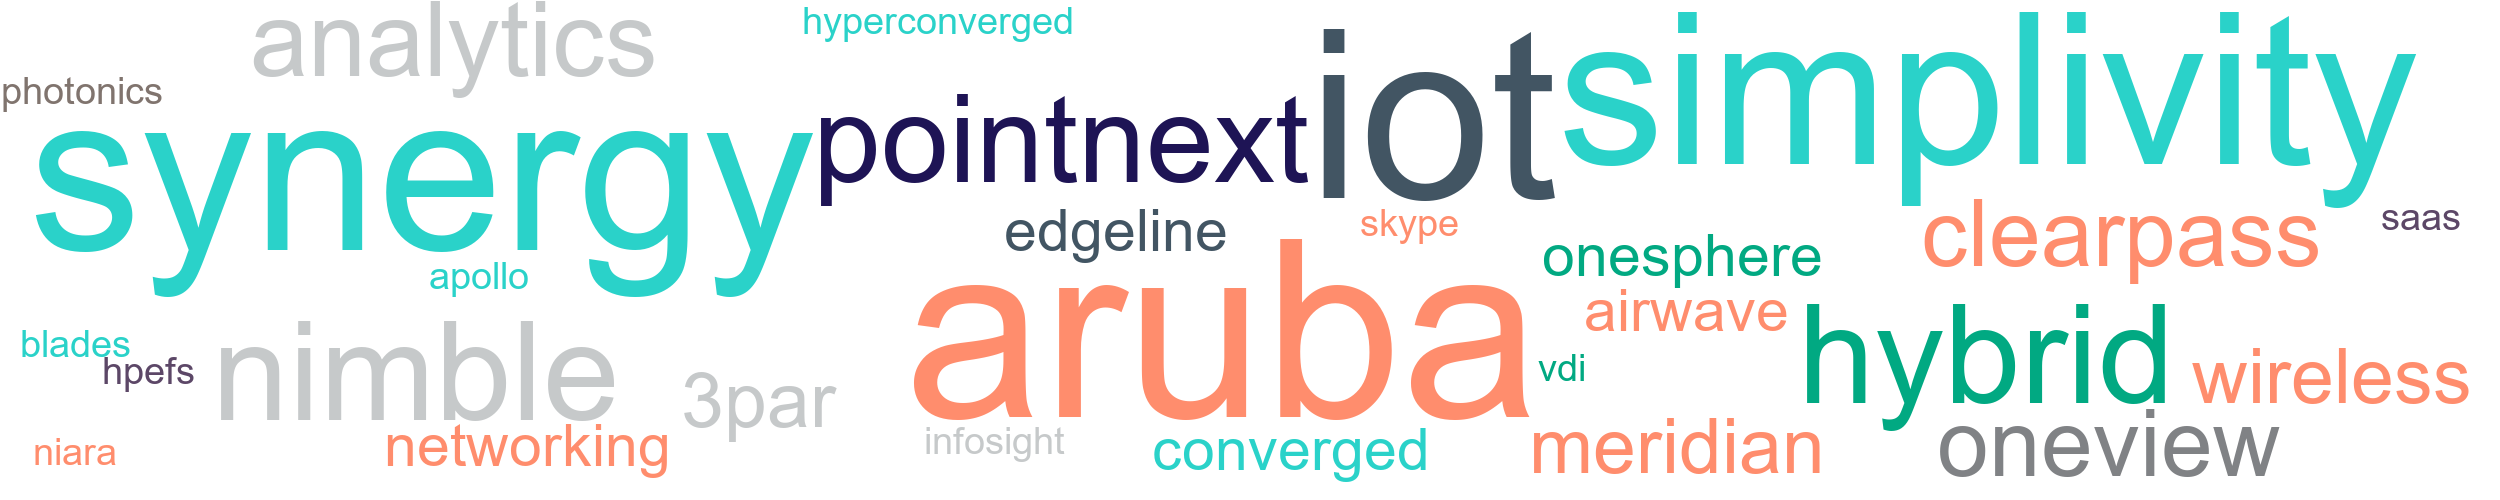 analytics
hyperconverged
photonics
synergy
pointnext
iot
simplivity
edgeline
skype
clearpass
saas
apollo
onesphere
aruba
airwave
blades
hpefs
nimble
3par
vdi
hybrid
wireless
niara
networking
infosight
converged
meridian
oneview